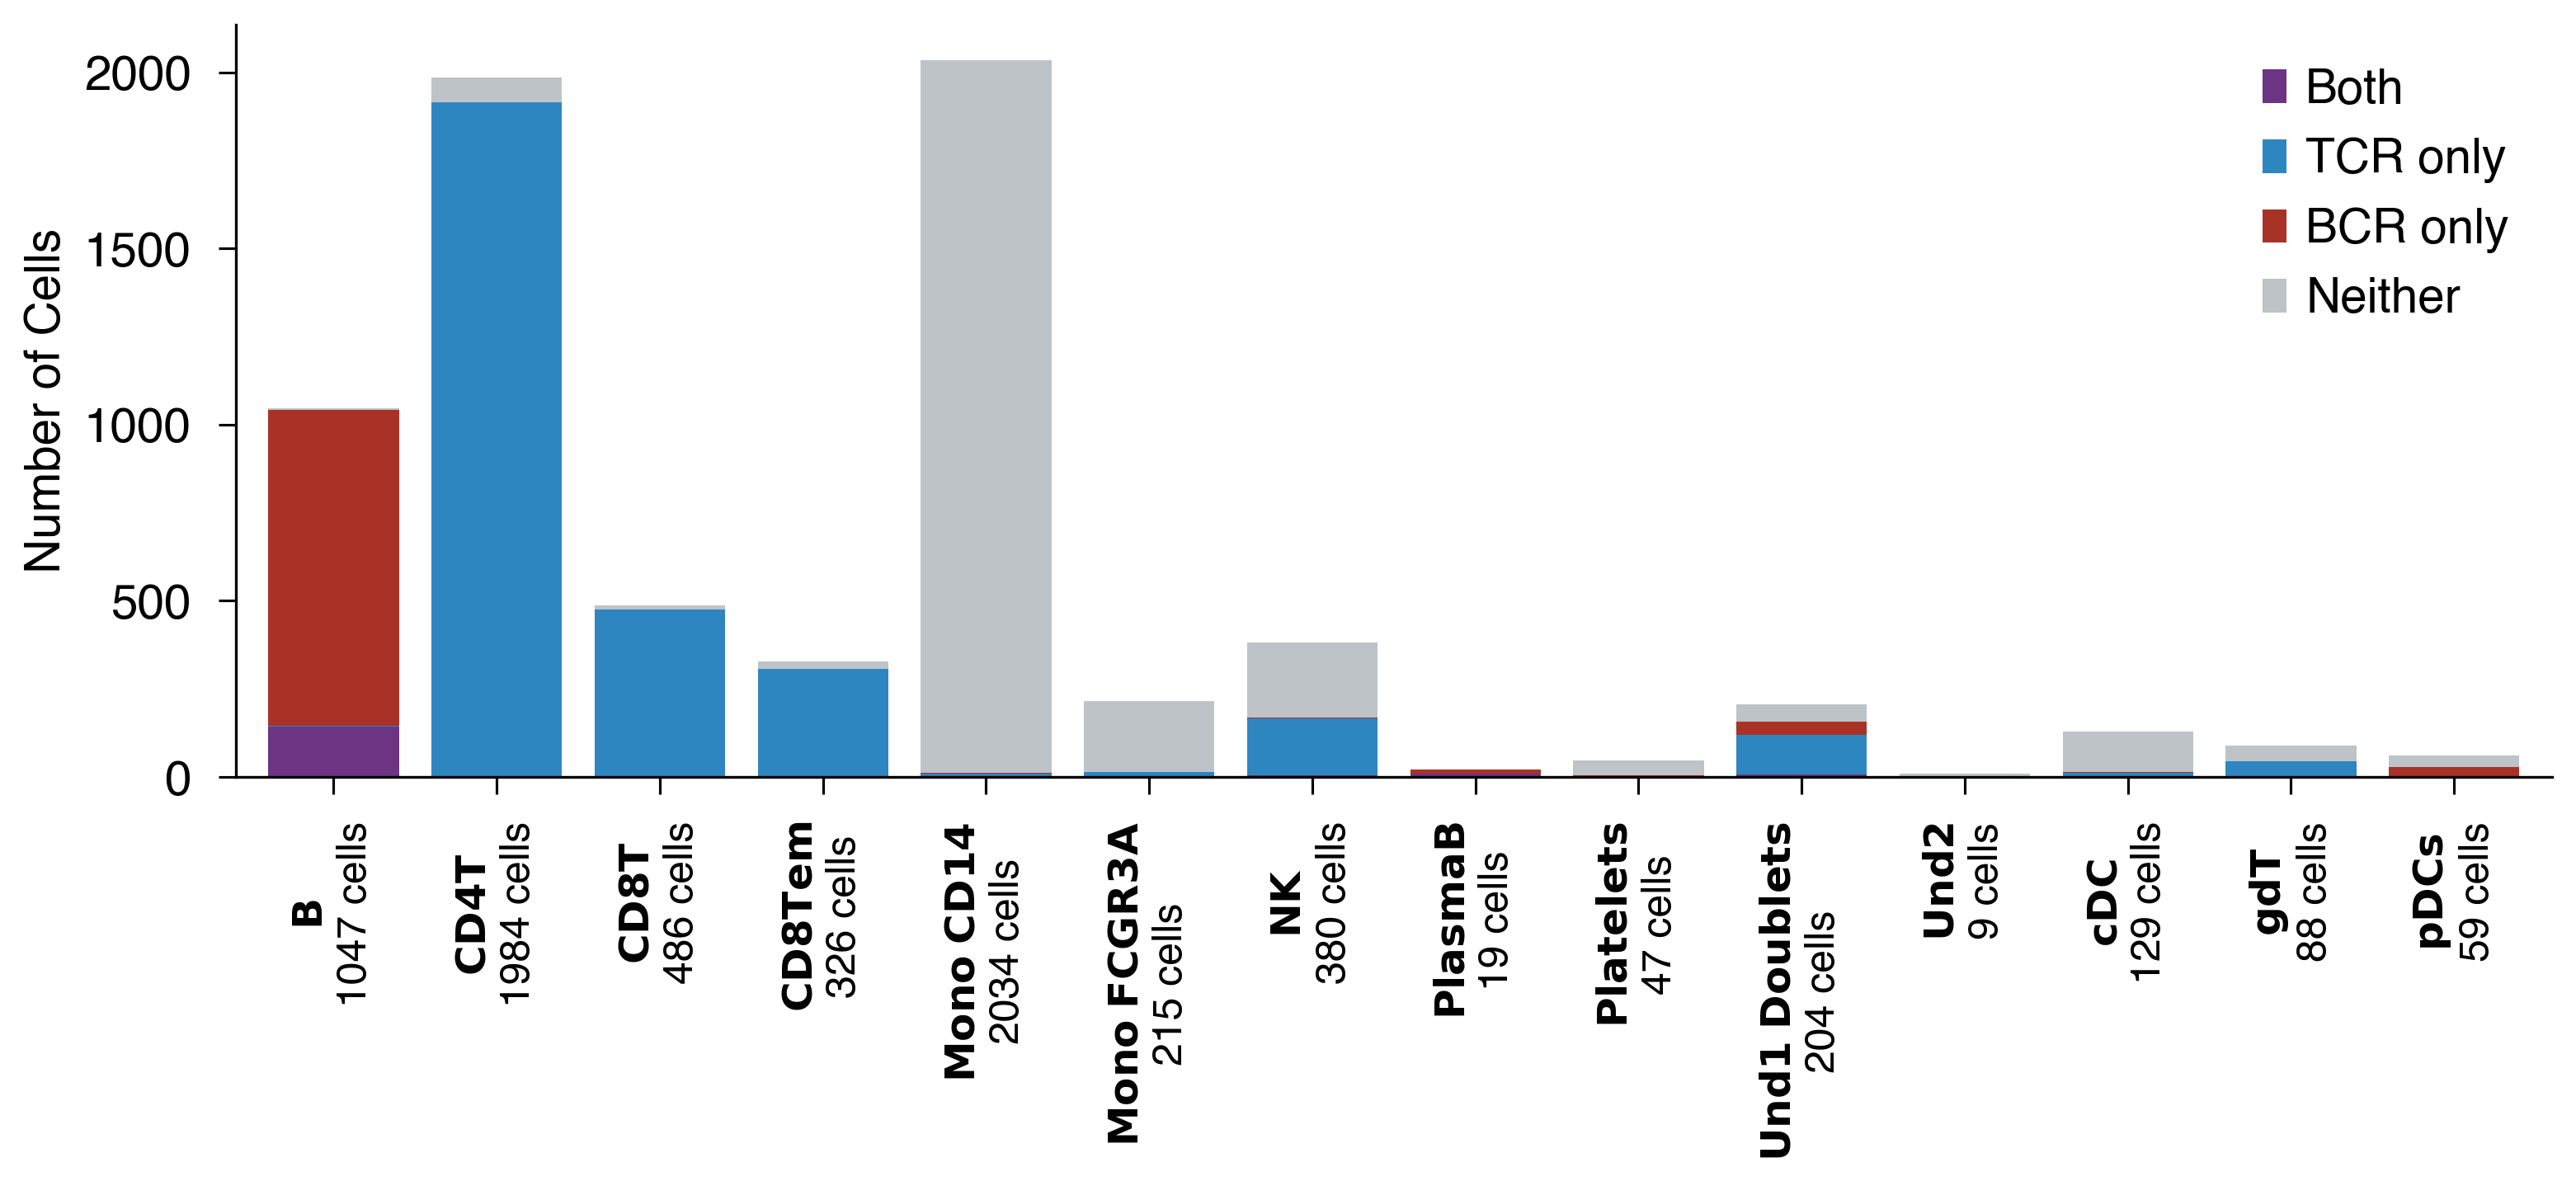 Number of Cells
2000
1500
1000
500
0
Both
TCR only
BCR only
Neither
B
1047 cells
CD4T
1984 cells
CD8T
486 cells
CD8Tem
326 cells
Mono CD14
2034 cells
Mono FCGR3A
215 cells
NK
380 cells
PlasmaB
19 cells
Platelets
47 cells
Und1 Doublets
204 cells
Und2
9 cells
cDC
129 cells
gdT
88 cells
pDCs
59 cells